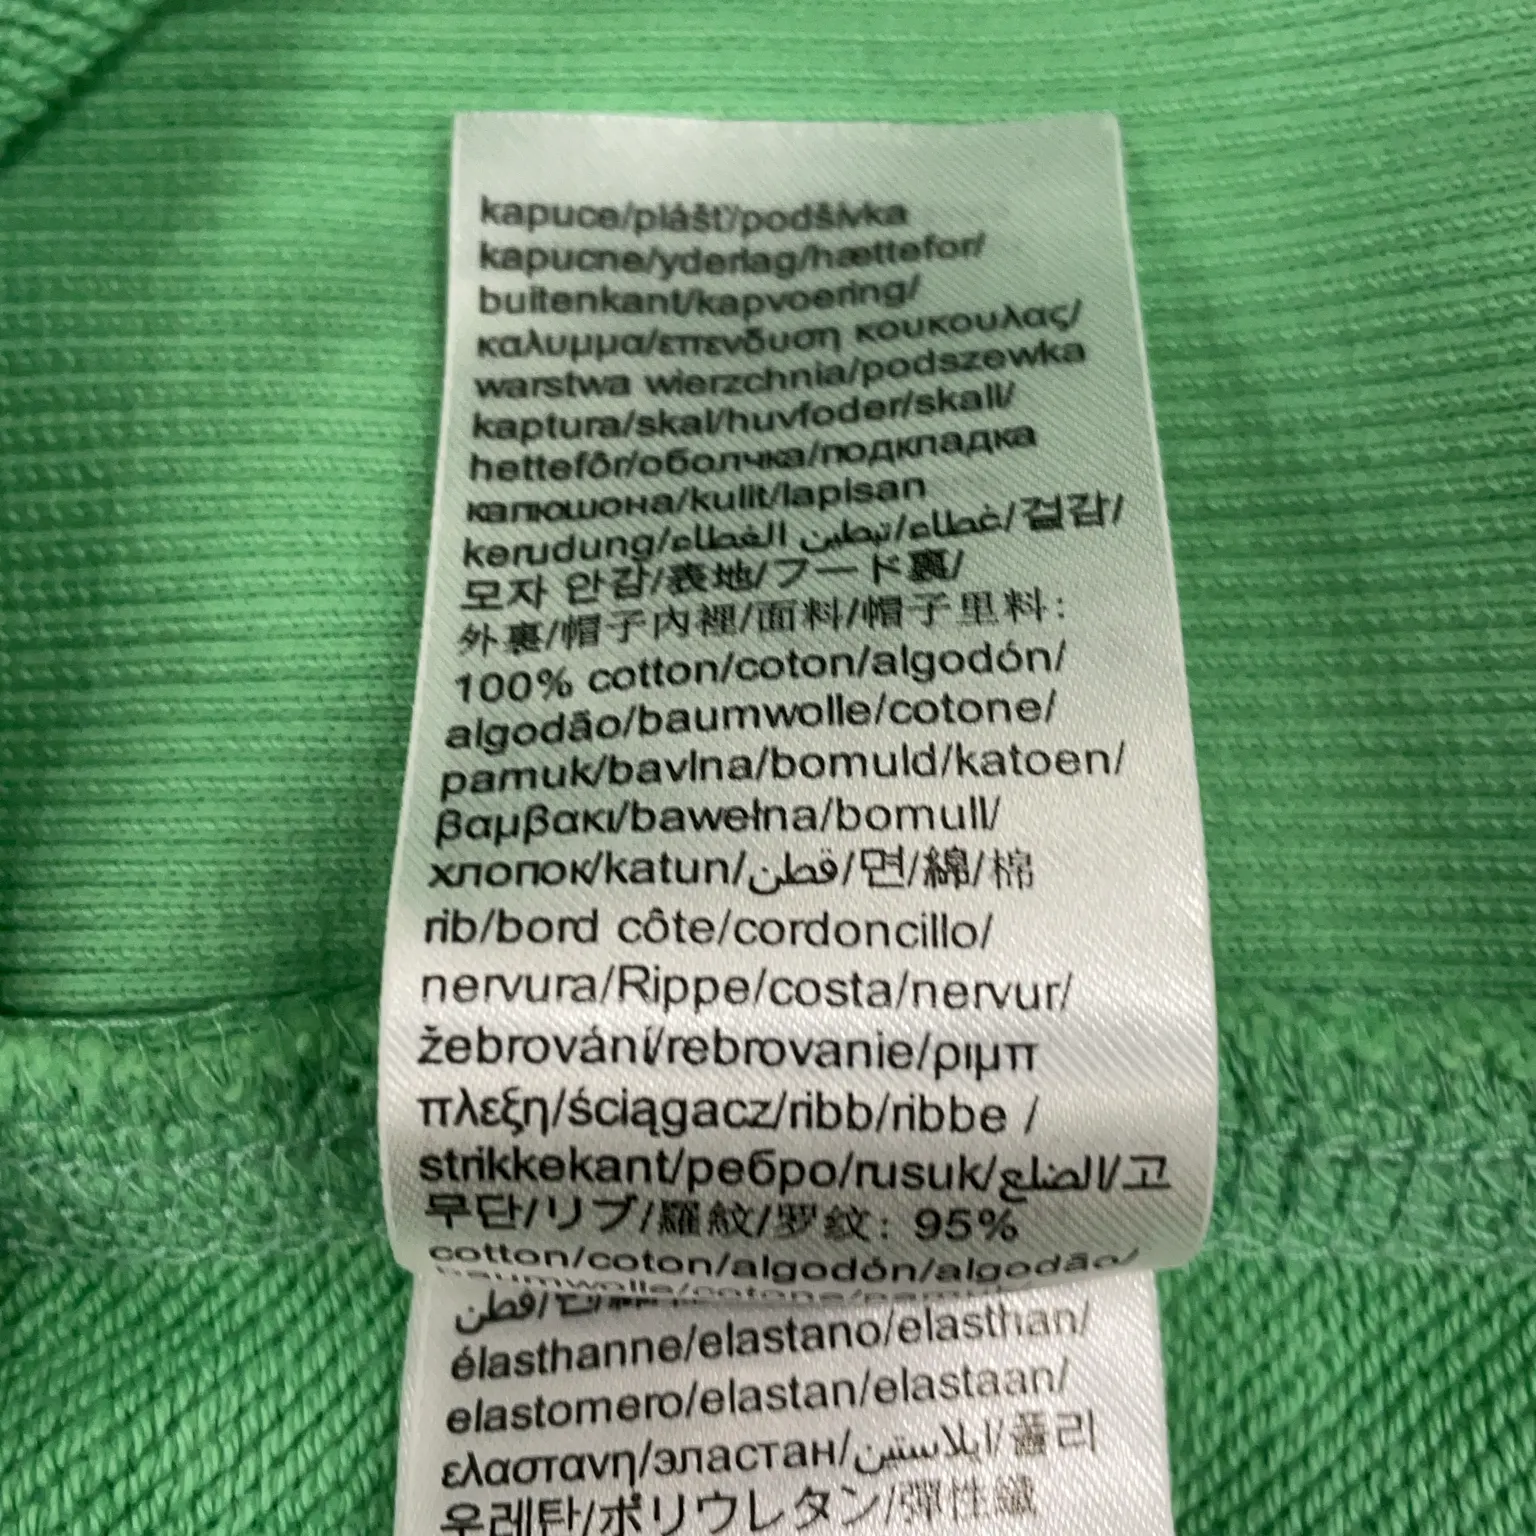 kapuce/plášť/podšívka
kapucne/yderlag/hættefor/
buitenkant/kapvoering/
καλυμμα/επενδυση κουκουλας/
warstwa wierzchnia/podszewka
kaptura/skal/huvfoder/skall/
hettefôr/оболчка/подкладка
капюшона/kulit/lapisan
kerudung/غطاء/تبطين الغطاء/겉감/
모자 안감/表地/フード裏/
外裏/帽子內裡/面料/帽子里料:
100% cotton/coton/algodón/
algodão/baumwolle/cotone/
pamuk/bavlna/bomuld/katoen/
βαμβακι/bawełna/bomull/
хлопок/katun/قطن/면/綿/棉
rib/bord côte/cordoncillo/
nervura/Rippe/costa/nervur/
žebrování/rebrovanie/ριμπ
πλεξη/ściągacz/ribb/ribbe /
strikkekant/ребро/rusuk/الضلع/고
무단/リブ/羅紋/罗纹: 95%
cotton/coton/algodón/algodão/
baumwolle/cotone/pamuk
قطن/면
élasthanne/elastano/elasthan/
elastomero/elastan/elastaan/
ελαστανη/эластан/ايلاستين/폴리
우레탄/ポリウレタン/彈性纖